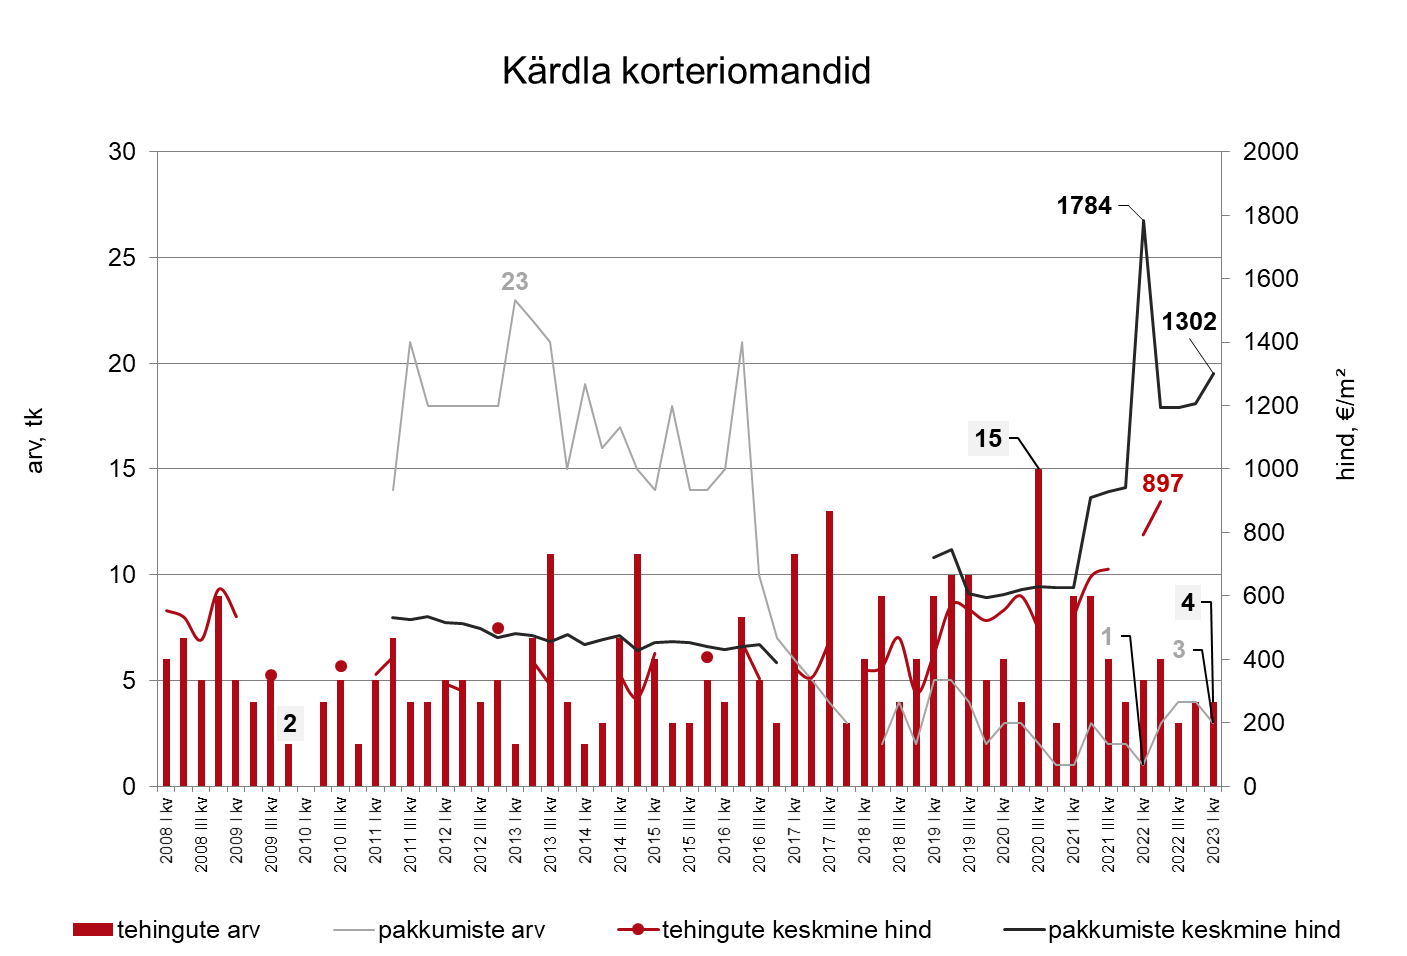 Kärdla korteriomandid
30
25
20
15
10
5
0
arv, tk
2000
1800
1600
1400
1200
1000
800
600
400
200
0
hind, €/m²
23
2
15
1784
1302
897
1
3
4
2008 I kv
2008 III kv
2009 I kv
2009 III kv
2010 I kv
2010 III kv
2011 I kv
2011 III kv
2012 I kv
2012 III kv
2013 I kv
2013 III kv
2014 I kv
2014 III kv
2015 I kv
2015 III kv
2016 I kv
2016 III kv
2017 I kv
2017 III kv
2018 I kv
2018 III kv
2019 I kv
2019 III kv
2020 I kv
2020 III kv
2021 I kv
2021 III kv
2022 I kv
2022 III kv
2023 I kv
tehingute arv
pakkumiste arv
tehingute keskmine hind
pakkumiste keskmine hind